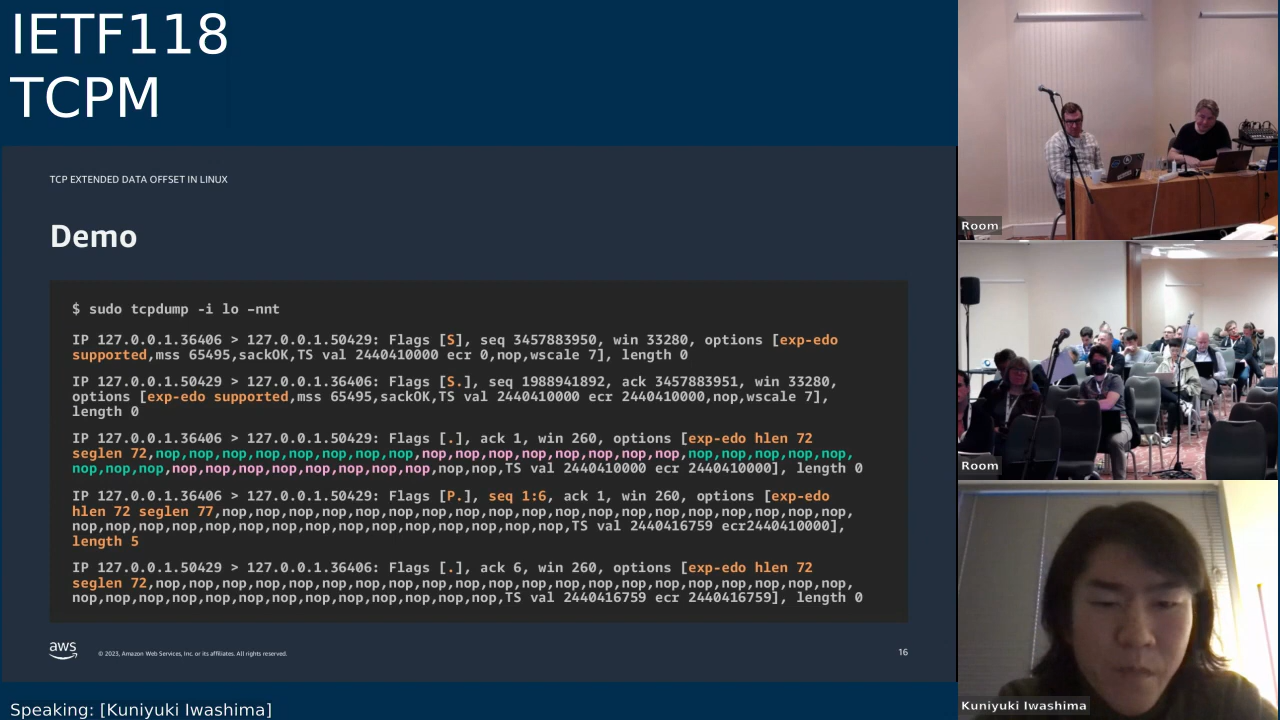 IETF118
TCPM
TCP EXTENDED DATA OFFSET IN LINUX
Demo
$ sudo tcpdump -i lo –nnt
IP 127.0.0.1.36406 > 127.0.0.1.50429: Flags [S], seq 3457883950, win 33280, options [exp-edo
supported,mss 65495,sackOK,TS val 2440410000 ecr 0,nop,wscale 7], length 0
IP 127.0.0.1.50429 > 127.0.0.1.36406: Flags [S.], seq 1988941892, ack 3457883951, win 33280,
options [exp-edo supported,mss 65495,sackOK,TS val 2440410000 ecr 2440410000,nop,wscale 7],
length 0
IP 127.0.0.1.36406 > 127.0.0.1.50429: Flags [.], ack 1, win 260, options [exp-edo hlen 72
seglen 72,nop,nop,nop,nop,nop,nop,nop,nop,nop,nop,nop,nop,nop,nop,nop,nop,nop,nop,nop,nop,nop,
nop,nop,nop,nop,nop,nop,nop,nop,nop,nop,nop,nop,nop,TS val 2440410000 ecr 2440410000], length 0
IP 127.0.0.1.36406 > 127.0.0.1.50429: Flags [P.], seq 1:6, ack 1, win 260, options [exp-edo
hlen 72 seglen 77,nop,nop,nop,nop,nop,nop,nop,nop,nop,nop,nop,nop,nop,nop,nop,nop,nop,nop,nop,
nop,nop,nop,nop,nop,nop,nop,nop,nop,nop,nop,nop,nop,nop,nop,TS val 2440416759 ecr2440410000],
length 5
IP 127.0.0.1.50429 > 127.0.0.1.36406: Flags [.], ack 6, win 260, options [exp-edo hlen 72
seglen 72,nop,nop,nop,nop,nop,nop,nop,nop,nop,nop,nop,nop,nop,nop,nop,nop,nop,nop,nop,nop,nop,
nop,nop,nop,nop,nop,nop,nop,nop,nop,nop,nop,nop,nop,TS val 2440416759 ecr 2440416759], length 0
aws
© 2023, Amazon Web Services, Inc. or its affiliates. All rights reserved.
16
Speaking: [Kuniyuki Iwashima]
Room
Room
Kuniyuki Iwashima